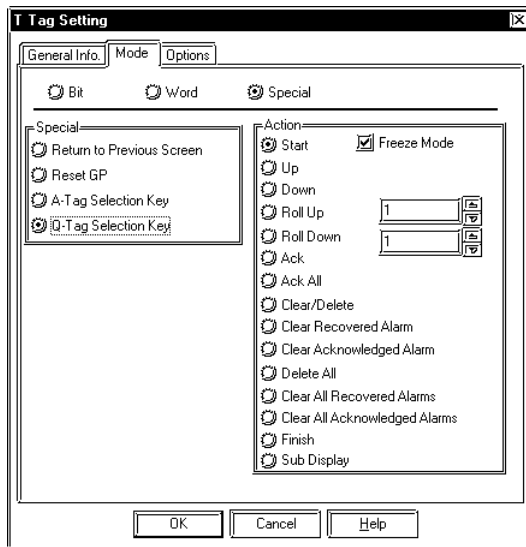 T Tag Setting
General Info. Mode Options
Bit Word Special
Special
Return to Previous Screen
Reset GP
A-Tag Selection Key
Q-Tag Selection Key
Action
Start Freeze Mode
Up
Down
Roll Up 1
Roll Down 1
Ack
Ack All
Clear/Delete
Clear Recovered Alarm
Clear Acknowledged Alarm
Delete All
Clear All Recovered Alarms
Clear All Acknowledged Alarms
Finish
Sub Display
OK Cancel Help